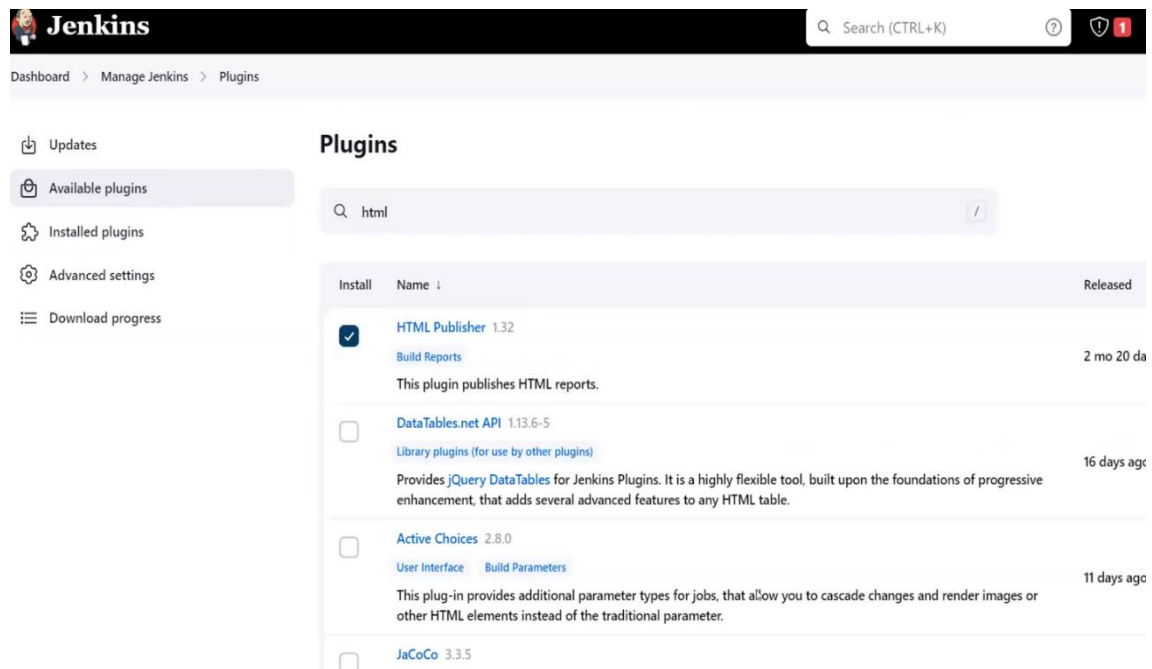 Jenkins
Search (CTRL+K)
?
1
Dashboard > Manage Jenkins > Plugins
Updates
Available plugins
Installed plugins
Advanced settings
Download progress
Plugins
html
/
Install Name ↓ Released
HTML Publisher 1.32
Build Reports
2 mo 20 da
This plugin publishes HTML reports.
DataTables.net API 1.13.6-5
Library plugins (for use by other plugins)
16 days ago
Provides jQuery DataTables for Jenkins Plugins. It is a highly flexible tool, built upon the foundations of progressive
enhancement, that adds several advanced features to any HTML table.
Active Choices 2.8.0
User Interface Build Parameters
11 days ago
This plug-in provides additional parameter types for jobs, that allow you to cascade changes and render images or
other HTML elements instead of the traditional parameter.
JaCoCo 3.3.5